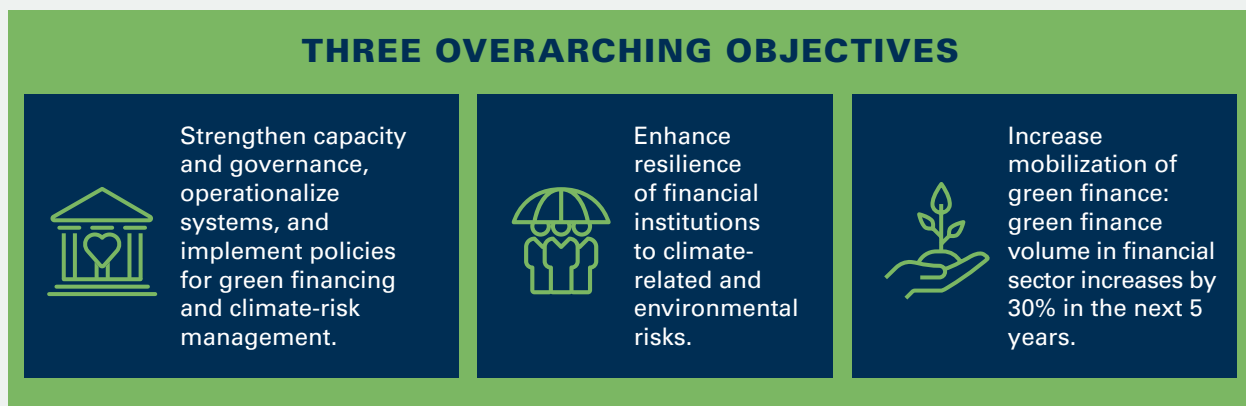 THREE OVERARCHING OBJECTIVES
Strengthen capacity
and governance,
operationalize
systems, and
implement policies
for green financing
and climate-risk
management.
Enhance
resilience
of financial
institutions
to climate-
related and
environmental
risks.
Increase
mobilization of
green finance:
green finance
volume in financial
sector increases by
30% in the next 5
years.